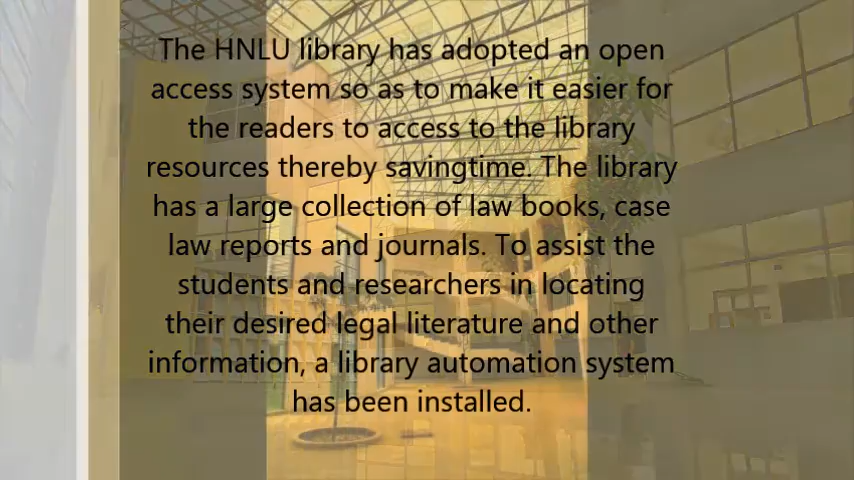 The HNLU library has adopted an open
access system so as to make it easier for
the readers to access to the library
resources thereby savingtime. The library
has a large collection of law books, case
law reports and journals. To assist the
students and researchers in locating
their desired legal literature and other
information, a library automation system
has been installed.